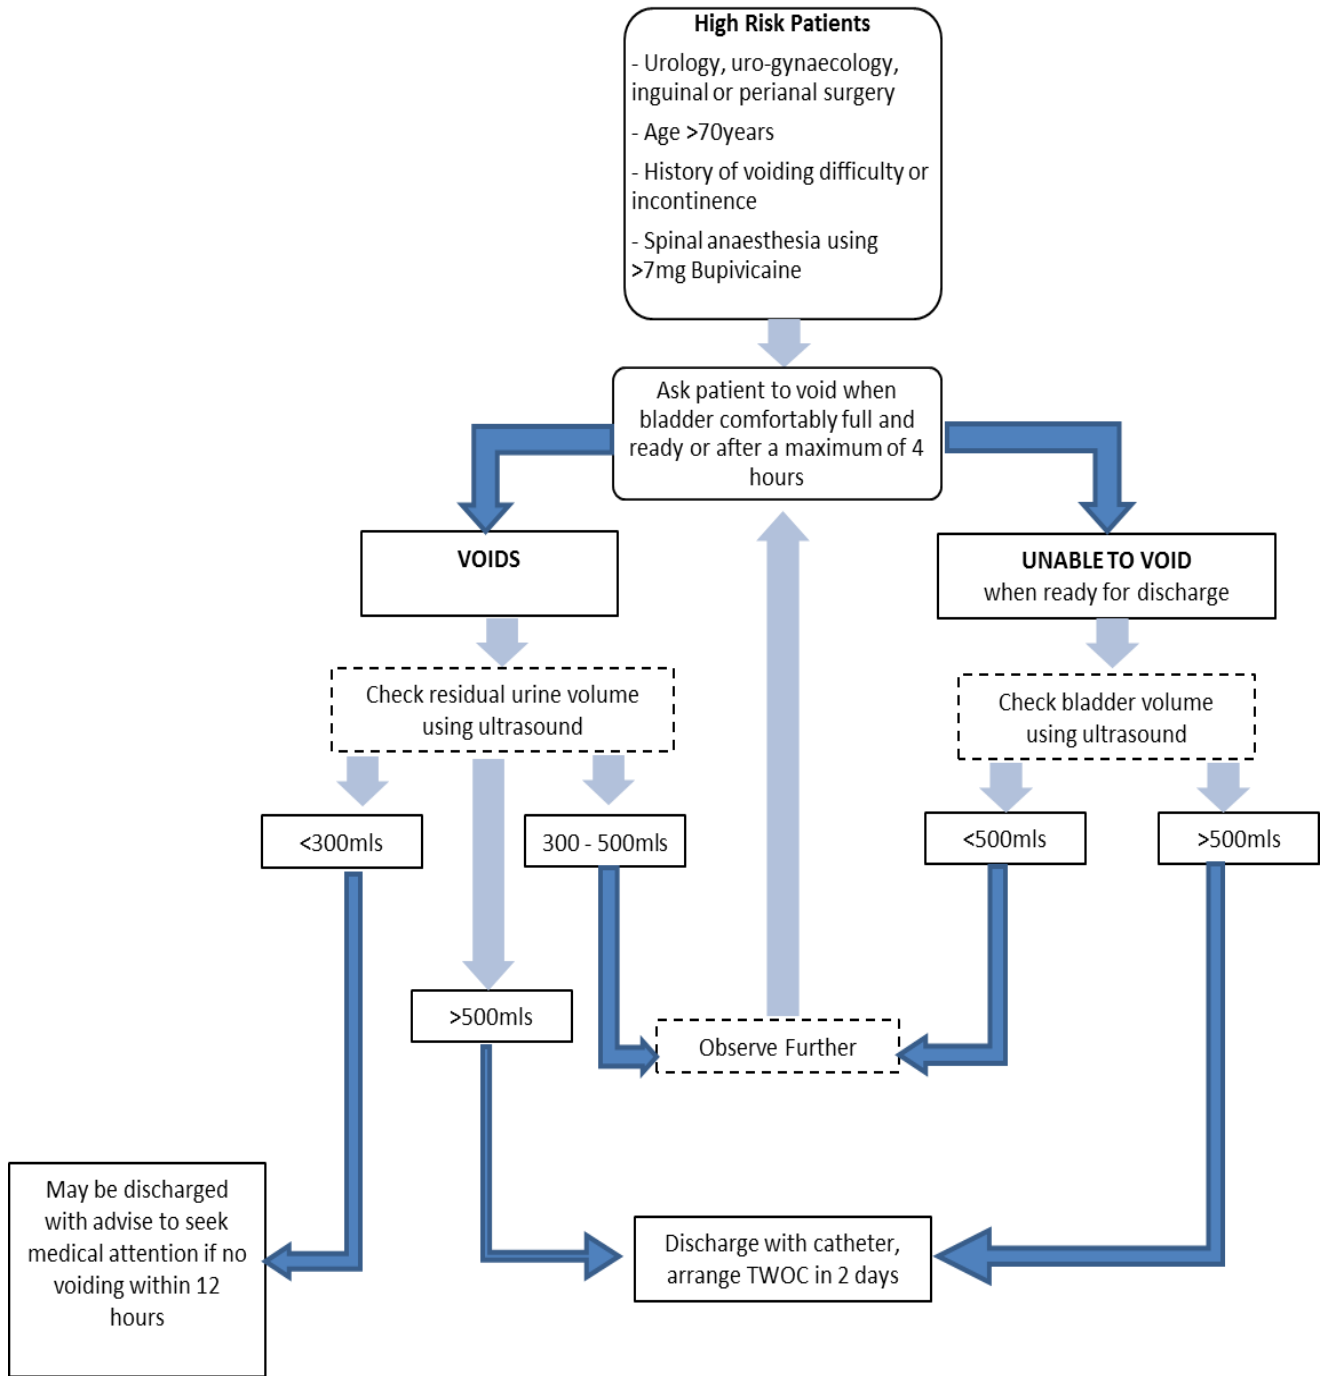 High Risk Patients
- Urology, uro-gynaecology,
inguinal or perianal surgery
- Age >70years
- History of voiding difficulty or
incontinence
- Spinal anaesthesia using
>7mg Bupivicaine
Ask patient to void when
bladder comfortably full and
ready or after a maximum of 4
hours
VOIDS
UNABLE TO VOID
when ready for discharge
Check residual urine volume
using ultrasound
Check bladder volume
using ultrasound
<300mls
300 - 500mls
<500mls
>500mls
>500mls
Observe Further
May be discharged
with advise to seek
medical attention if no
voiding within 12
hours
Discharge with catheter,
arrange TWOC in 2 days